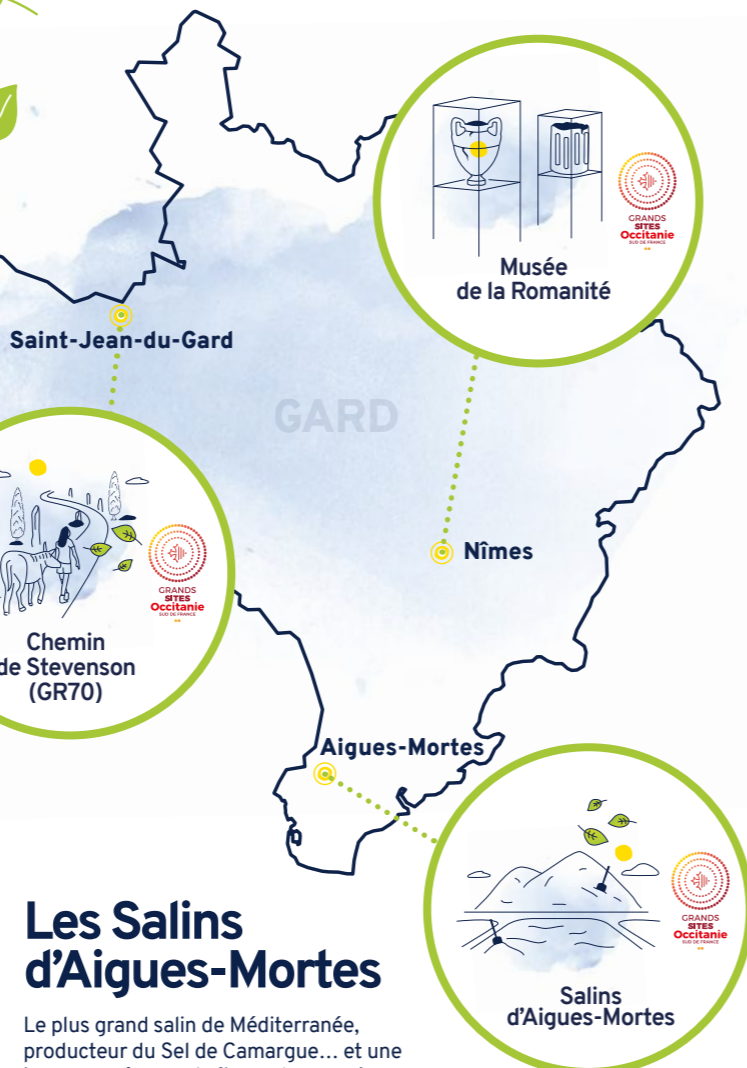 Musée
de la Romanité
GRANDS
SITES
Occitanie
SUD DE FRANCE
Saint-Jean-du-Gard
GARD
Nîmes
GRANDS
SITES
Occitanie
SUD DE FRANCE
Chemin
de Stevenson
(GR70)
Aigues-Mortes
GRANDS
SITES
Occitanie
SUD DE FRANCE
Salins
d'Aigues-Mortes
Les Salins
d'Aigues-Mortes
Le plus grand salin de Méditerranée,
producteur du Sel de Camargue... et une